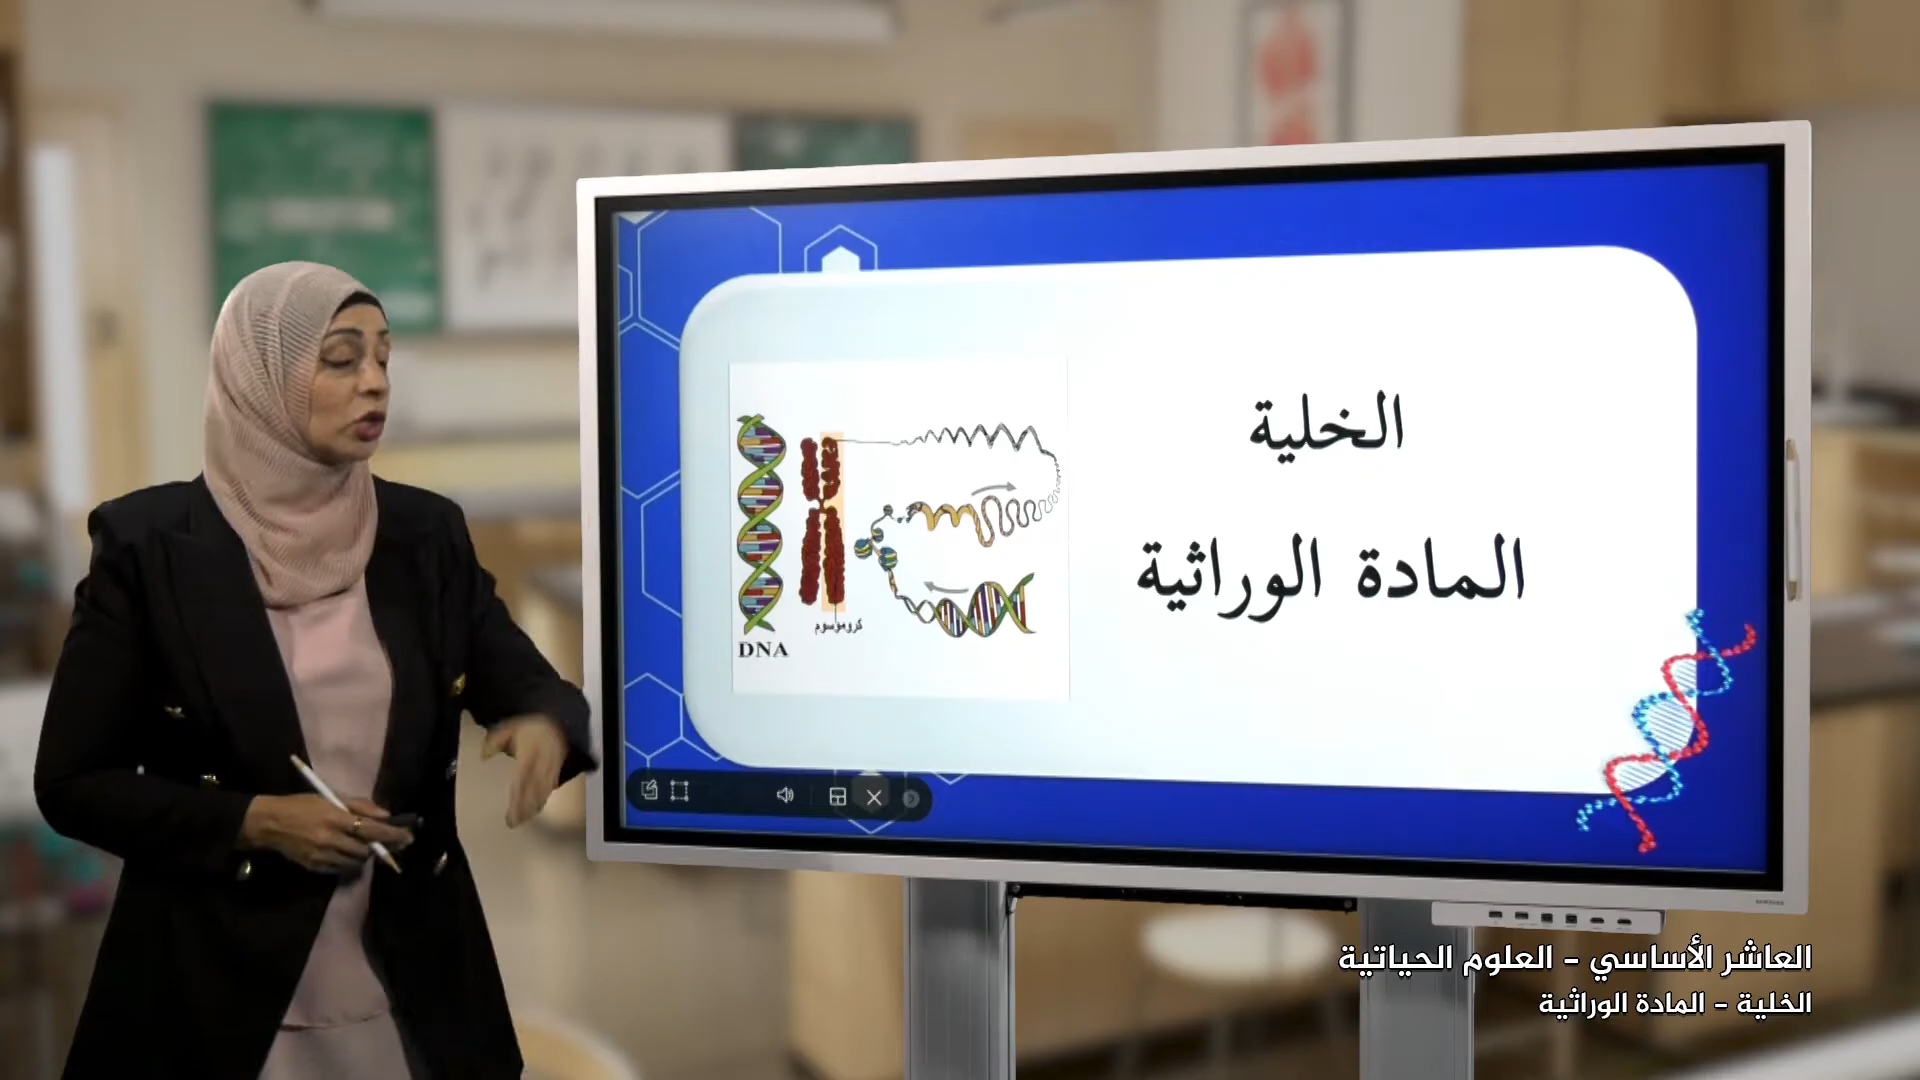 الخلية
المادة الوراثية
كروموسوم
DNA
العاشر الأساسي - العلوم الحياتية
الخلية - المادة الوراثية